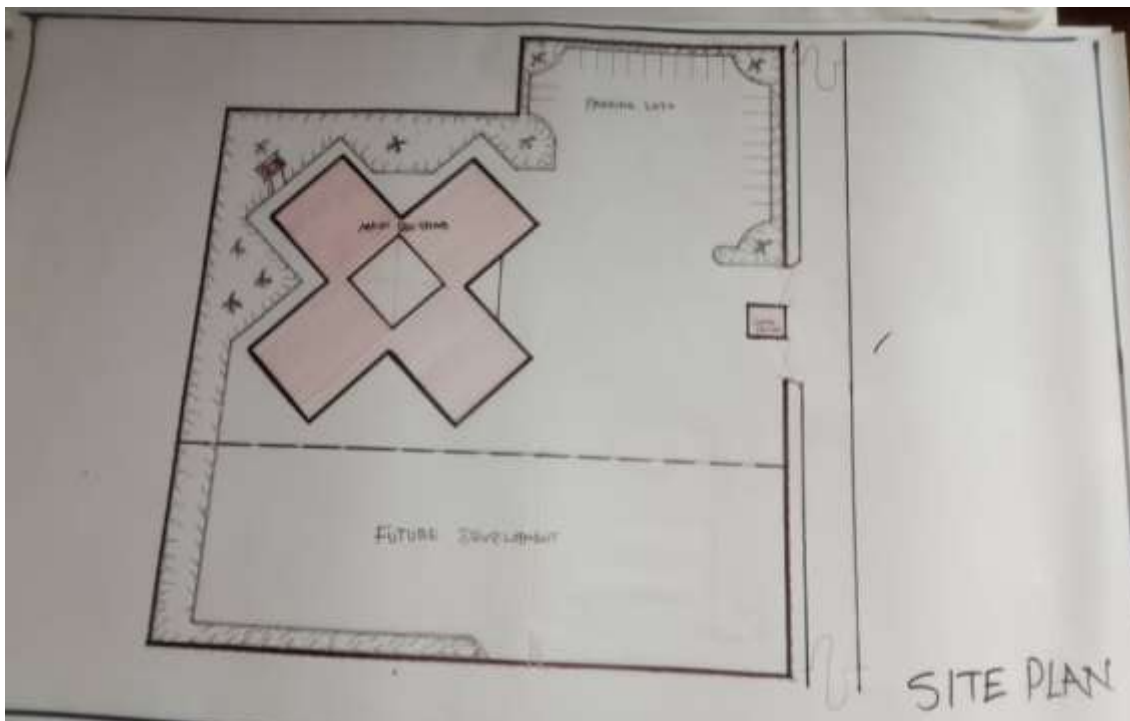 PARKING LOTS
MAIN BUILDING
FUTURE DEVELOPMENT
SITE PLAN